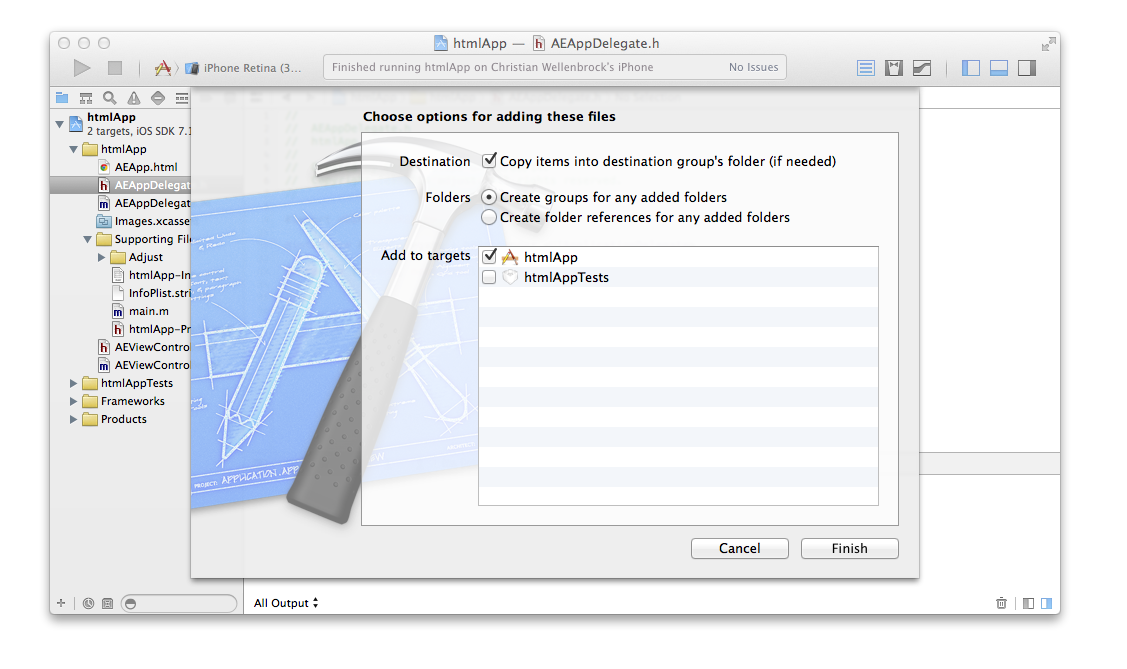 htmlApp — AEAppDelegate.h
iPhone Retina (3...
Finished running htmlApp on Christian Wellenbrock's iPhone
No Issues
htmlApp
2 targets, iOS SDK 7.1
htmlApp
AEApp.html
AEAppDelegat
AEAppDelegat
Images.xcasse
Supporting Fil
Adjust
htmlApp-In
InfoPlist.stri
main.m
htmlApp-Pr
AEViewContro
AEViewContro
htmlAppTests
Frameworks
Products
Choose options for adding these files
Destination Copy items into destination group's folder (if needed)
Folders Create groups for any added folders
Create folder references for any added folders
Add to targets htmlApp
htmlAppTests
PROJECT: APPLICATION.APP
Cancel Finish
All Output